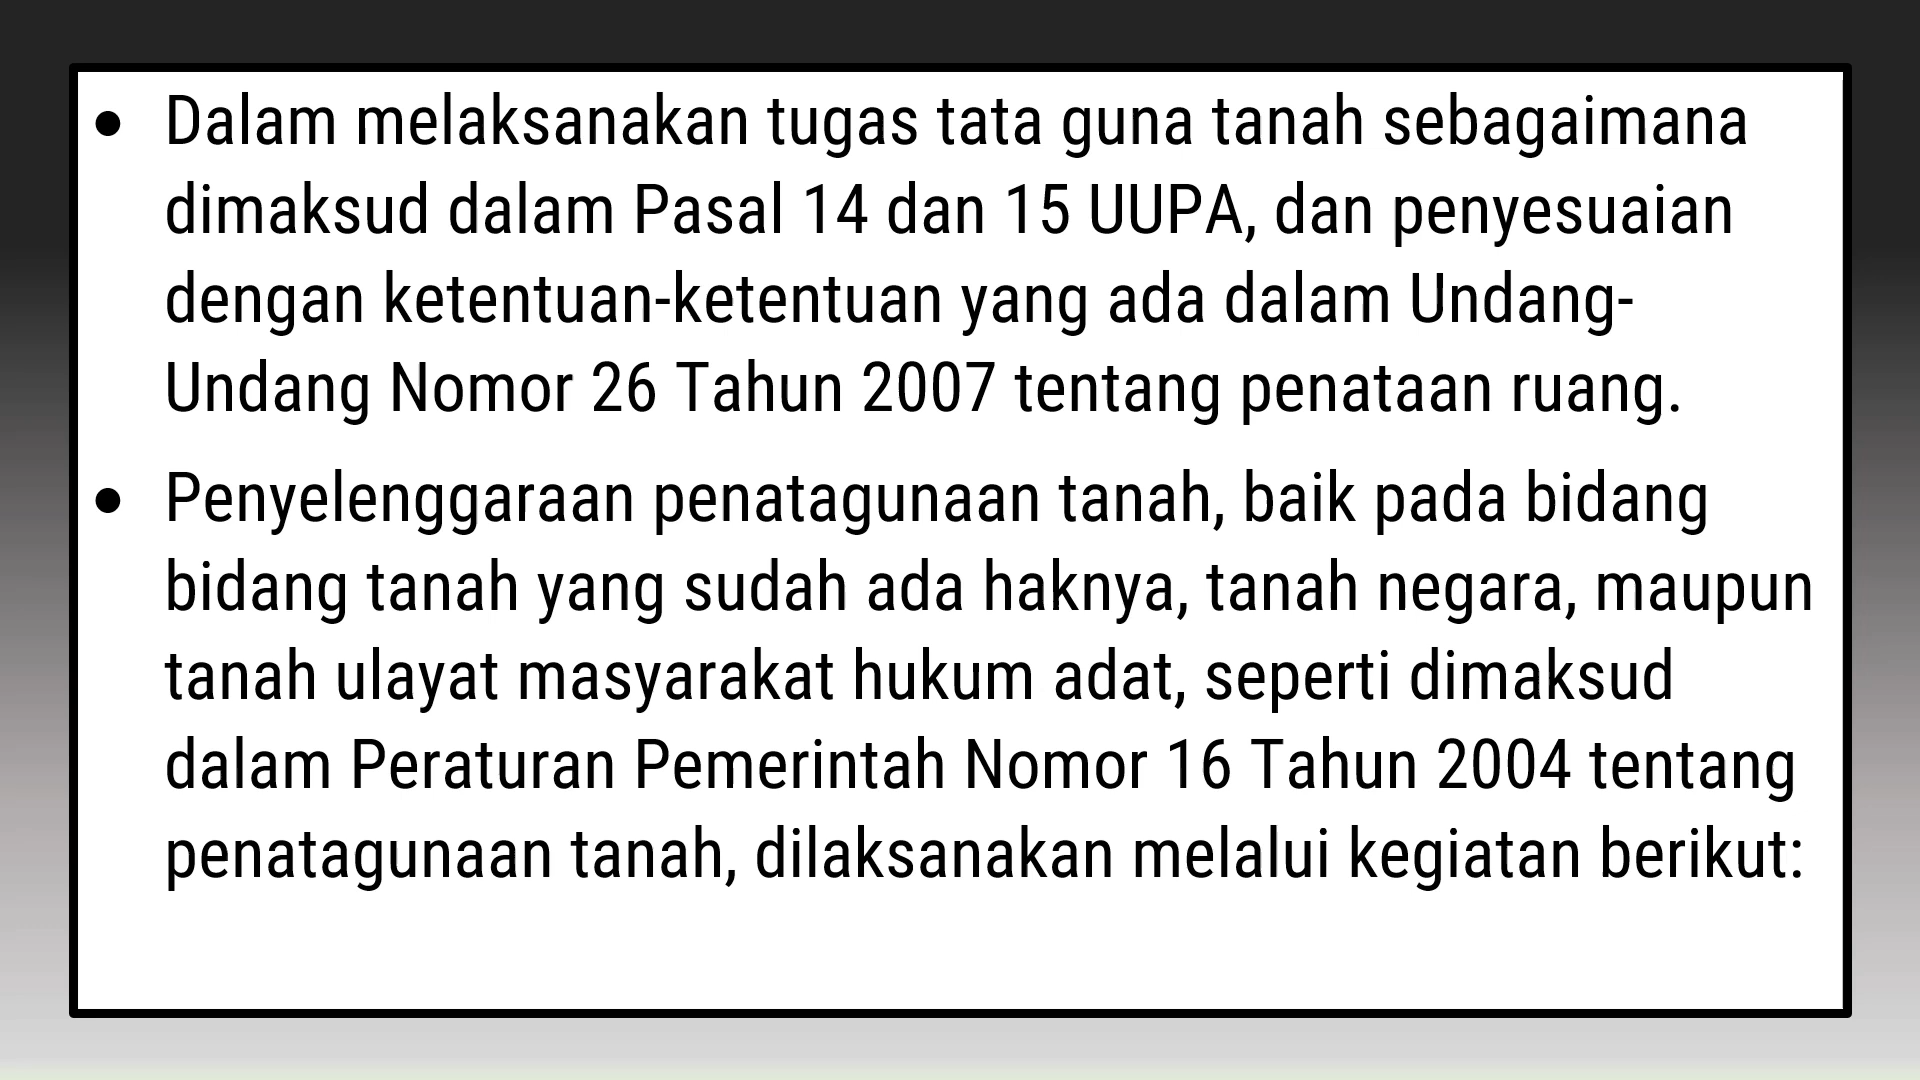 • Dalam melaksanakan tugas tata guna tanah sebagaimana
dimaksud dalam Pasal 14 dan 15 UUPA, dan penyesuaian
dengan ketentuan-ketentuan yang ada dalam Undang-
Undang Nomor 26 Tahun 2007 tentang penataan ruang.
• Penyelenggaraan penatagunaan tanah, baik pada bidang
bidang tanah yang sudah ada haknya, tanah negara, maupun
tanah ulayat masyarakat hukum adat, seperti dimaksud
dalam Peraturan Pemerintah Nomor 16 Tahun 2004 tentang
penatagunaan tanah, dilaksanakan melalui kegiatan berikut: